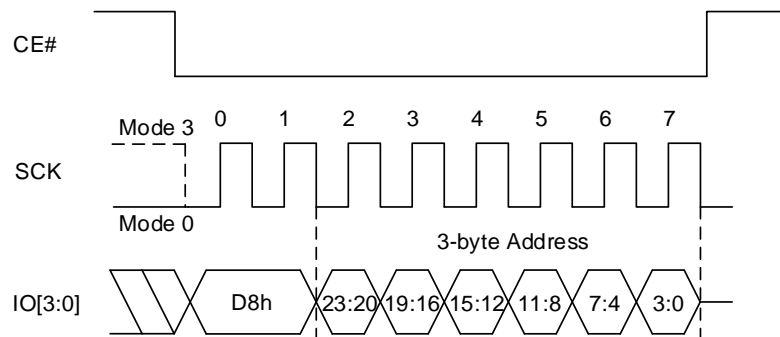 CE#
Mode 3
0 1 2 3 4 5 6 7
SCK
Mode 0
3-byte Address
IO[3:0]
D8h 23:20 19:16 15:12 11:8 7:4 3:0